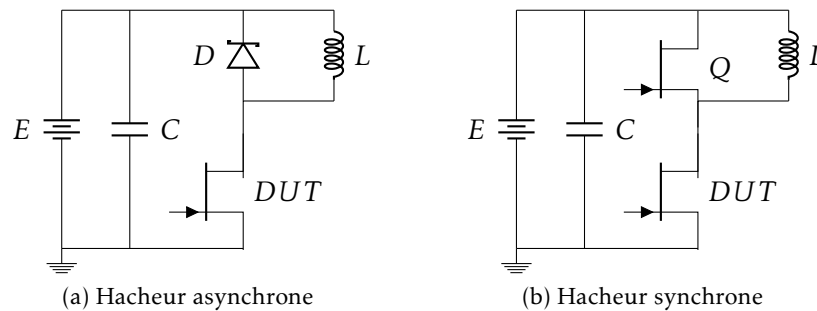 D
L
E
C
DUT
(a) Hacheur asynchrone
Q
E
C
DUT
(b) Hacheur synchrone